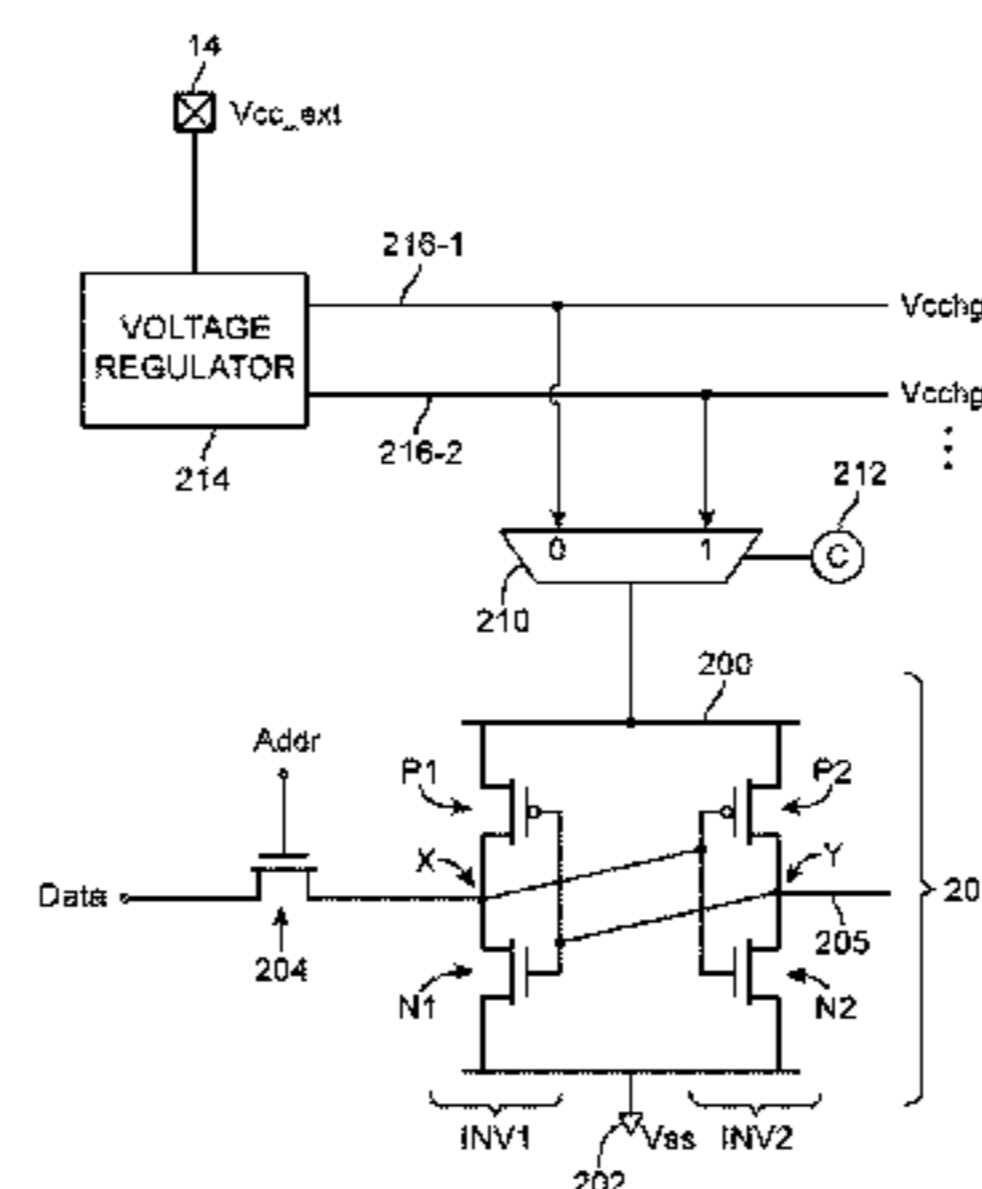 14
Vcc_ext
216-1
VOLTAGE
REGULATOR
Vcchg
Vcchg
216-2
214
212
0
1
C
210
200
Addr
P1
P2
X
Y
Data
20
205
204
N1
N2
INV1
Vss
INV2
202